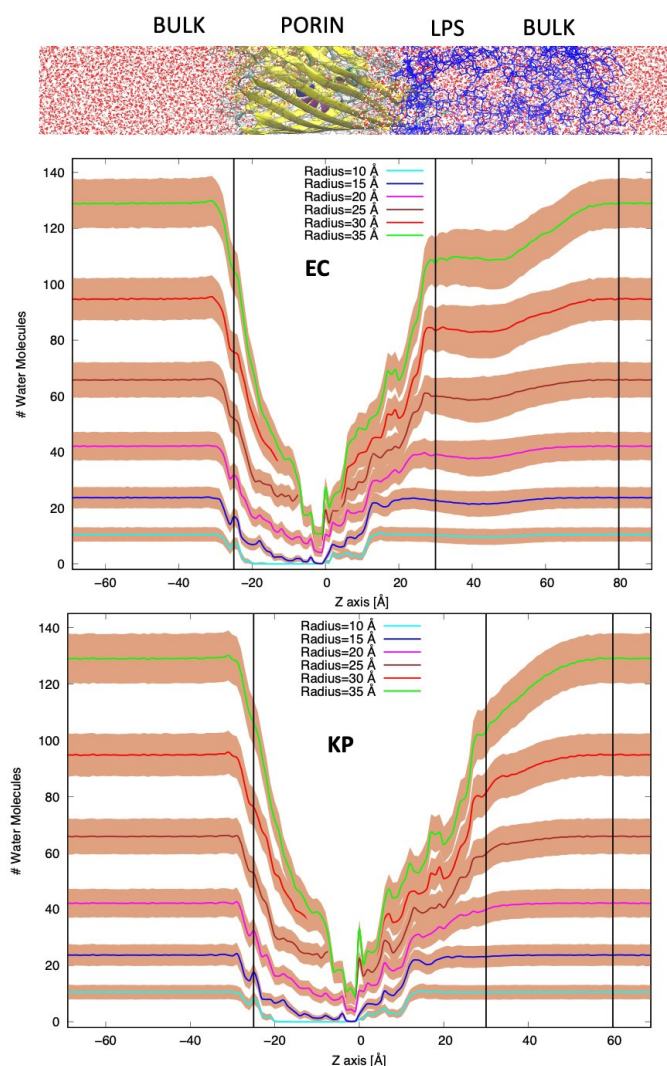 BULK PORIN LPS BULK
140
120
100
80
60
40
20
0
# Water Molecules
Radius=10 Å
Radius=15 Å
Radius=20 Å
Radius=25 Å
Radius=30 Å
Radius=35 Å
EC
−60 −40 −20 0 20 40 60 80
Z axis [Å]
140
120
100
80
60
40
20
0
# Water Molecules
Radius=10 Å
Radius=15 Å
Radius=20 Å
Radius=25 Å
Radius=30 Å
Radius=35 Å
KP
−60 −40 −20 0 20 40 60
Z axis [Å]